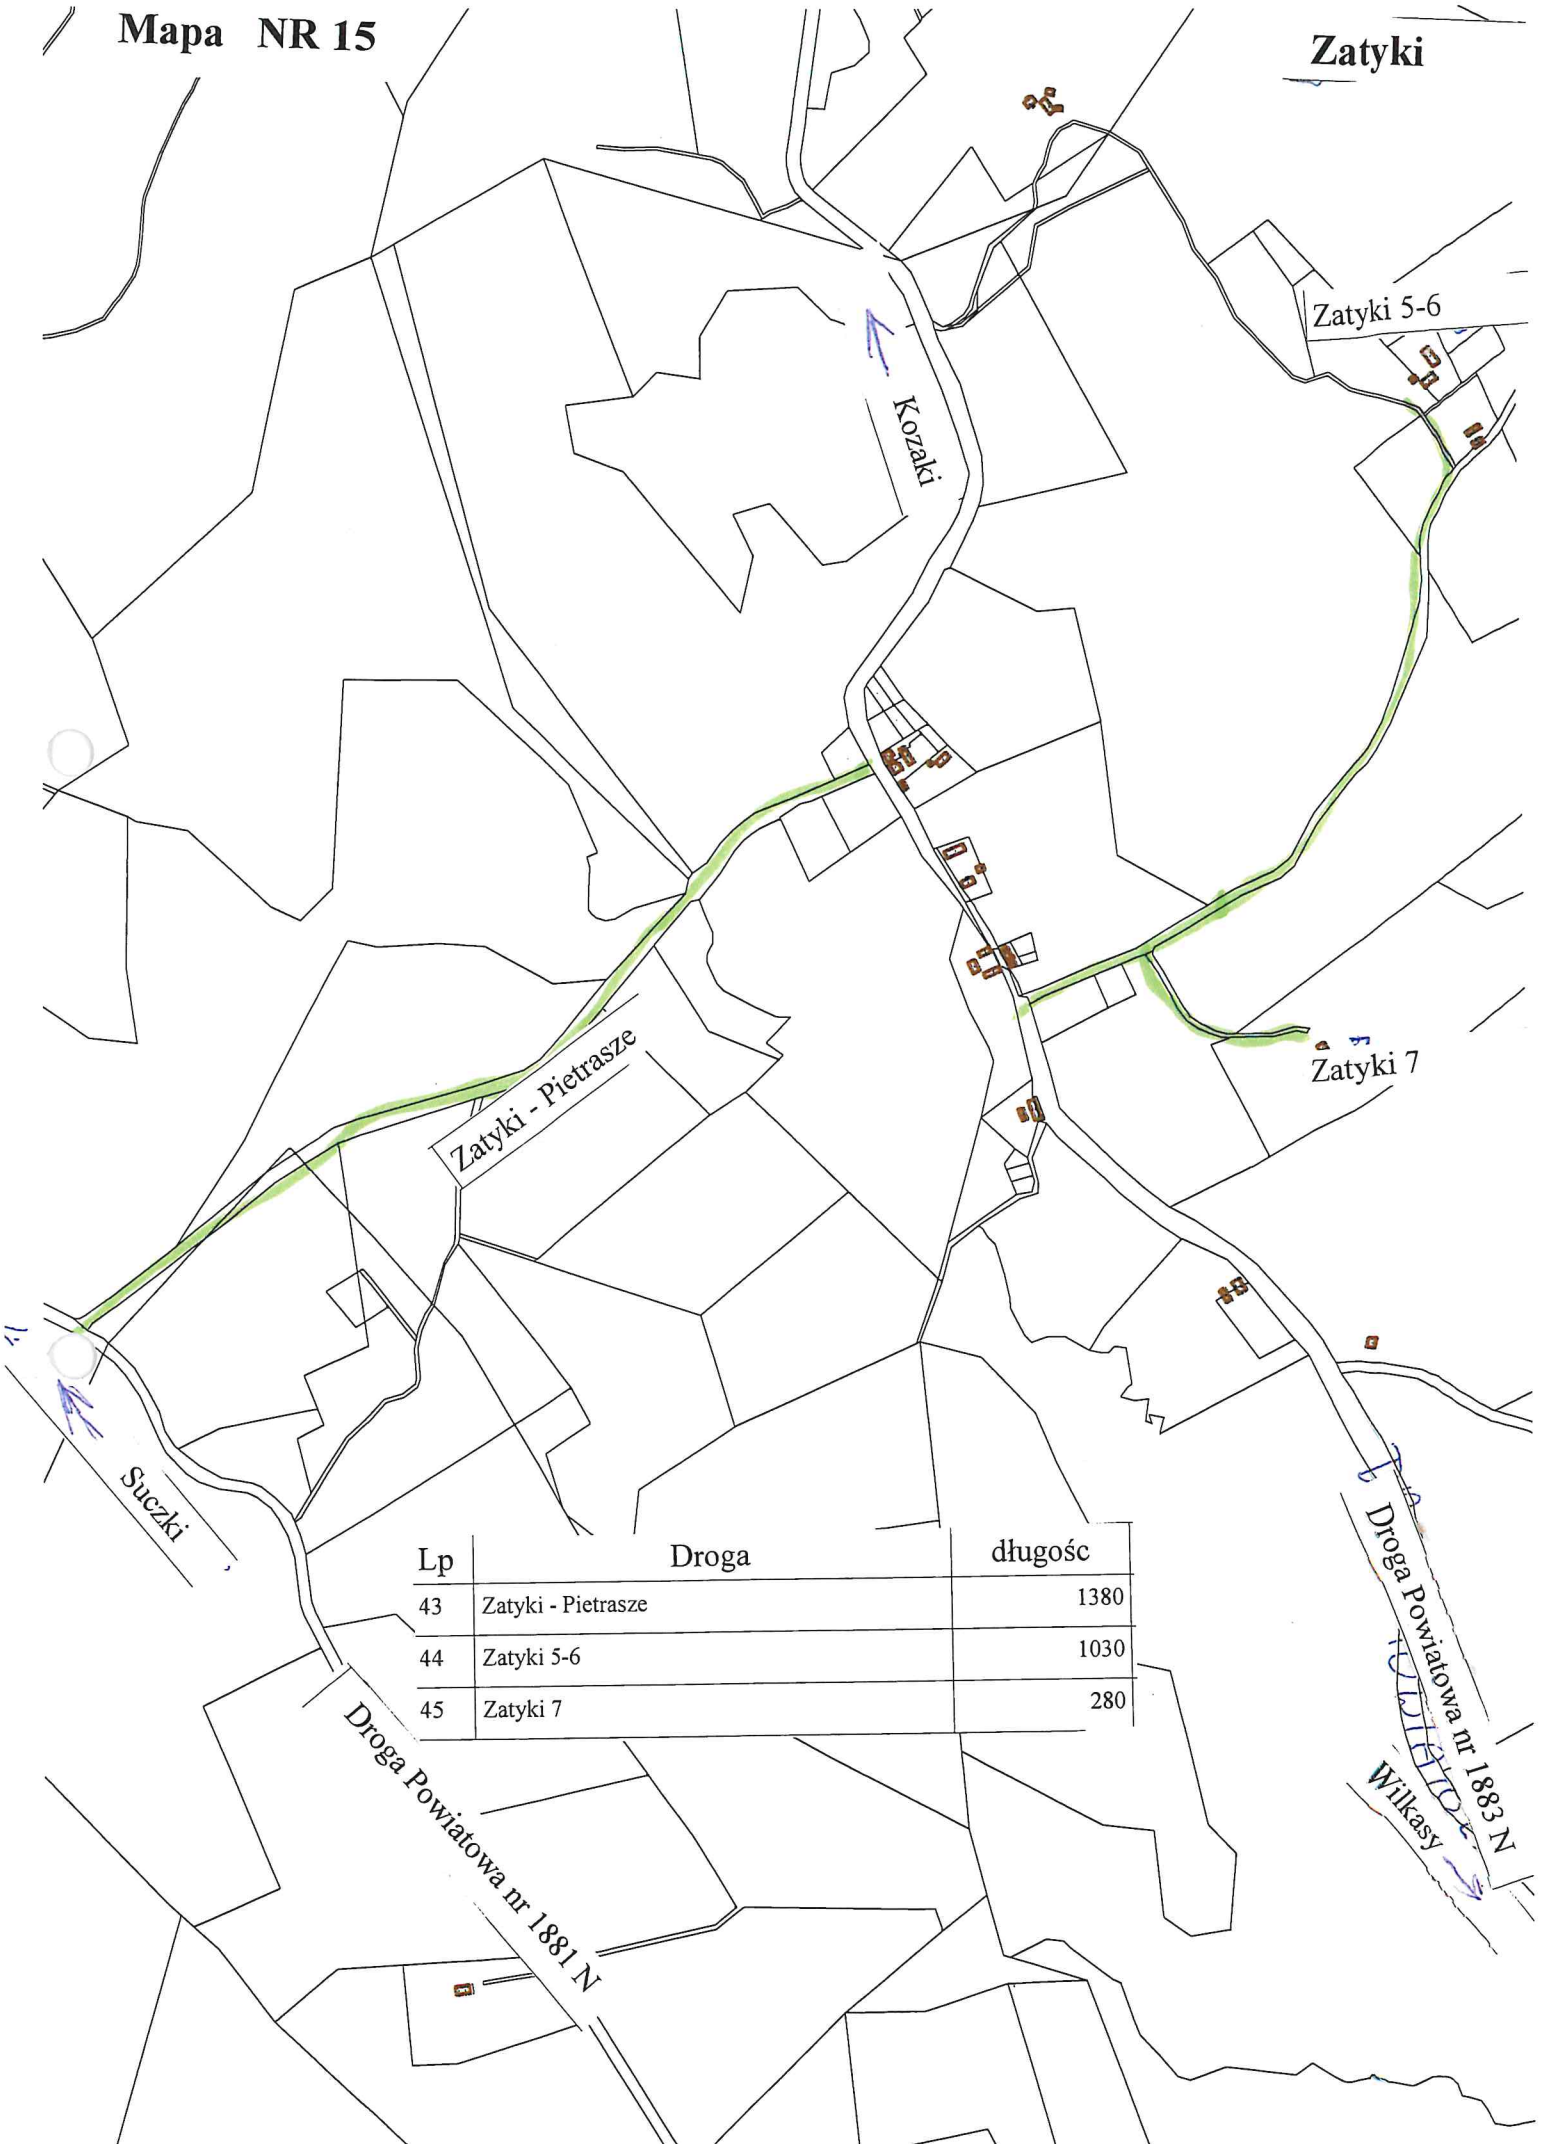 Mapa NR 15
Zatyki
Zatyki 5-6
Kozaki
Zatyki 7
Zatyki - Pietrasze
Suczki
Lp Droga długośc
43 Zatyki - Pietrasze 1380
44 Zatyki 5-6 1030
45 Zatyki 7 280
Droga Powiatowa nr 1883 N
Wilkasy
Droga Powiatowa nr 1881 N